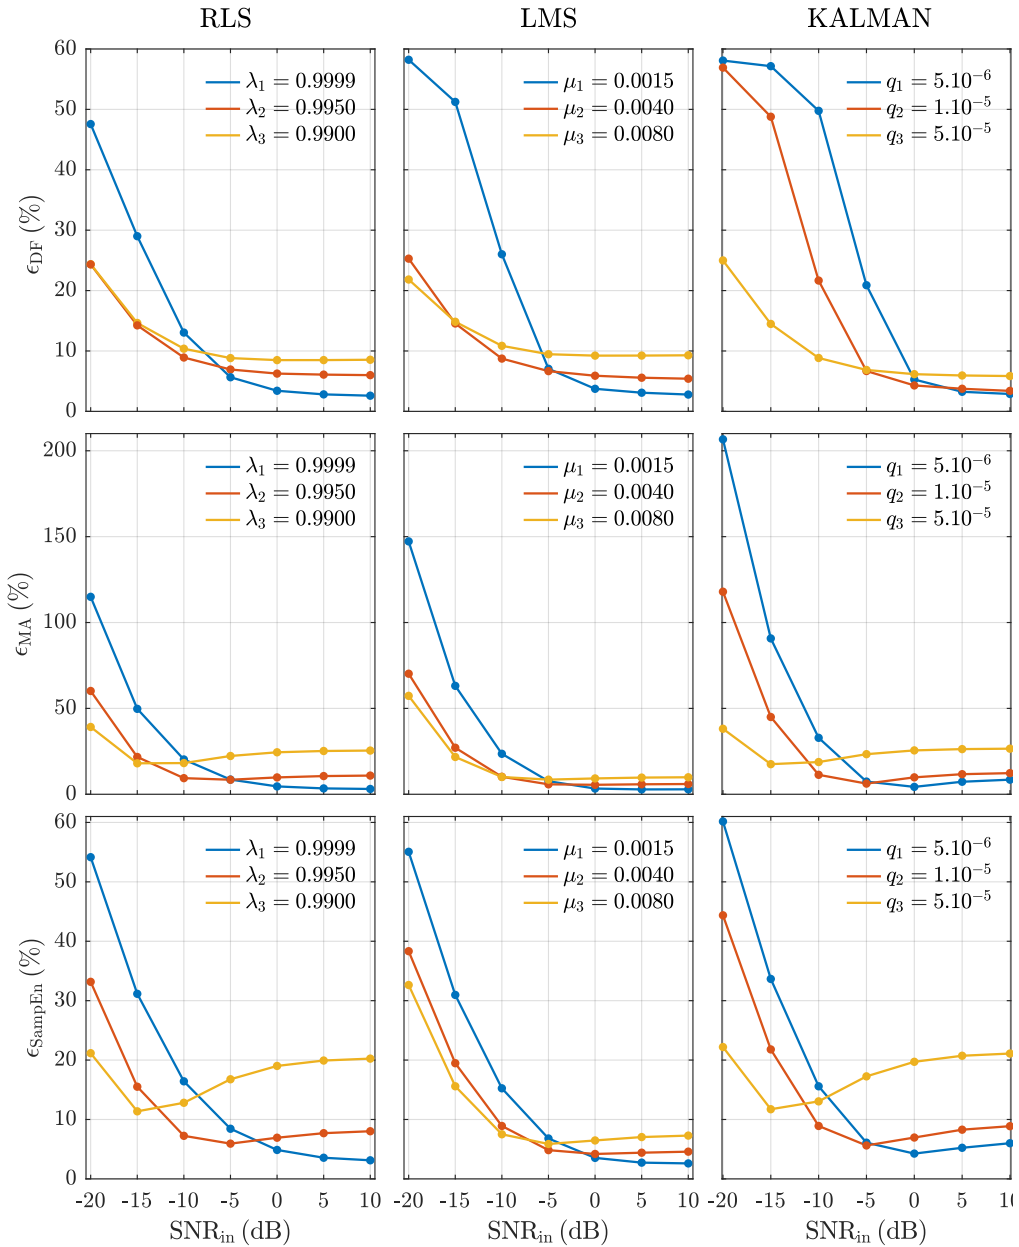 RLS LMS KALMAN
60
50
40
30
20
10
0
ϵDF (%)
λ1 = 0.9999
λ2 = 0.9950
λ3 = 0.9900
μ1 = 0.0015
μ2 = 0.0040
μ3 = 0.0080
q1 = 5.10⁻⁶
q2 = 1.10⁻⁵
q3 = 5.10⁻⁵
200
150
100
50
0
ϵMA (%)
λ1 = 0.9999
λ2 = 0.9950
λ3 = 0.9900
μ1 = 0.0015
μ2 = 0.0040
μ3 = 0.0080
q1 = 5.10⁻⁶
q2 = 1.10⁻⁵
q3 = 5.10⁻⁵
60
50
40
30
20
10
0
ϵSampEn (%)
λ1 = 0.9999
λ2 = 0.9950
λ3 = 0.9900
μ1 = 0.0015
μ2 = 0.0040
μ3 = 0.0080
q1 = 5.10⁻⁶
q2 = 1.10⁻⁵
q3 = 5.10⁻⁵
-20 -15 -10 -5 0 5 10 -20 -15 -10 -5 0 5 10 -20 -15 -10 -5 0 5 10
SNRin (dB) SNRin (dB) SNRin (dB)